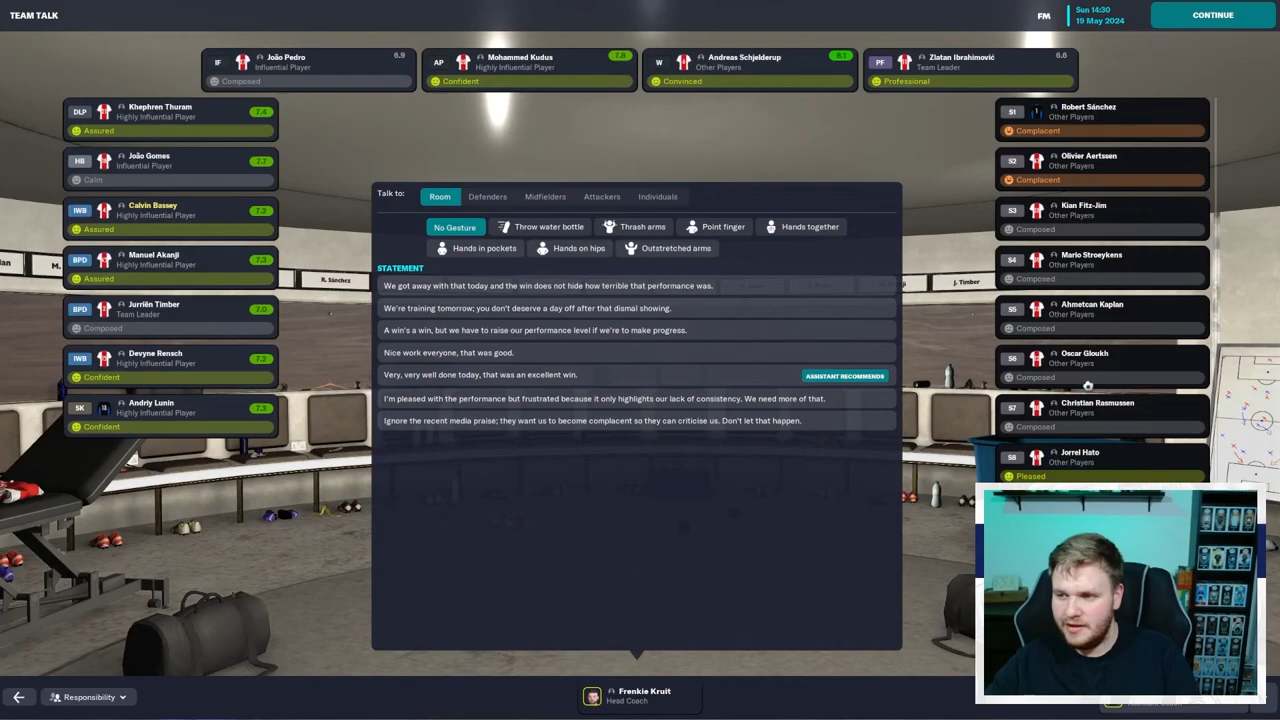 TEAM TALK
FM
Sun 14:30
19 May 2024
CONTINUE
IF João Pedro 6.9
Influential Player
Composed
AP Mohammed Kudus 7.8
Highly Influential Player
Confident
W Andreas Schjelderup 8.1
Other Players
Convinced
PF Zlatan Ibrahimović 6.6
Team Leader
Professional
DLP Khephren Thuram 7.4
Highly Influential Player
Assured
HB João Gomes 7.7
Influential Player
Calm
IWB Calvin Bassey 7.3
Highly Influential Player
Assured
BPD Manuel Akanji 7.3
Highly Influential Player
Assured
BPD Jurriën Timber 7.0
Team Leader
Composed
IWB Devyne Rensch 7.3
Highly Influential Player
Confident
SK Andriy Lunin 7.3
Highly Influential Player
Confident
Talk to: Room Defenders Midfielders Attackers Individuals
No Gesture Throw water bottle Thrash arms Point finger Hands together
Hands in pockets Hands on hips Outstretched arms
STATEMENT
We got away with that today and the win does not hide how terrible that performance was.
We're training tomorrow; you don't deserve a day off after that dismal showing.
A win's a win, but we have to raise our performance level if we're to make progress.
Nice work everyone, that was good.
Very, very well done today, that was an excellent win. ASSISTANT RECOMMENDS
I'm pleased with the performance but frustrated because it only highlights our lack of consistency. We need more of that.
Ignore the recent media praise; they want us to become complacent so they can criticise us. Don't let that happen.
S1 Robert Sánchez
Other Players
Complacent
S2 Olivier Aertssen
Other Players
Complacent
S3 Kian Fitz-Jim
Other Players
Composed
S4 Mario Stroeykens
Other Players
Composed
S5 Ahmetcan Kaplan
Other Players
Composed
S6 Oscar Gloukh
Other Players
Composed
S7 Christian Rasmussen
Other Players
Composed
S8 Jorrel Hato
Other Players
Pleased
R. Sánchez
J. Timber
Responsibility
Frenkie Kruit
Head Coach